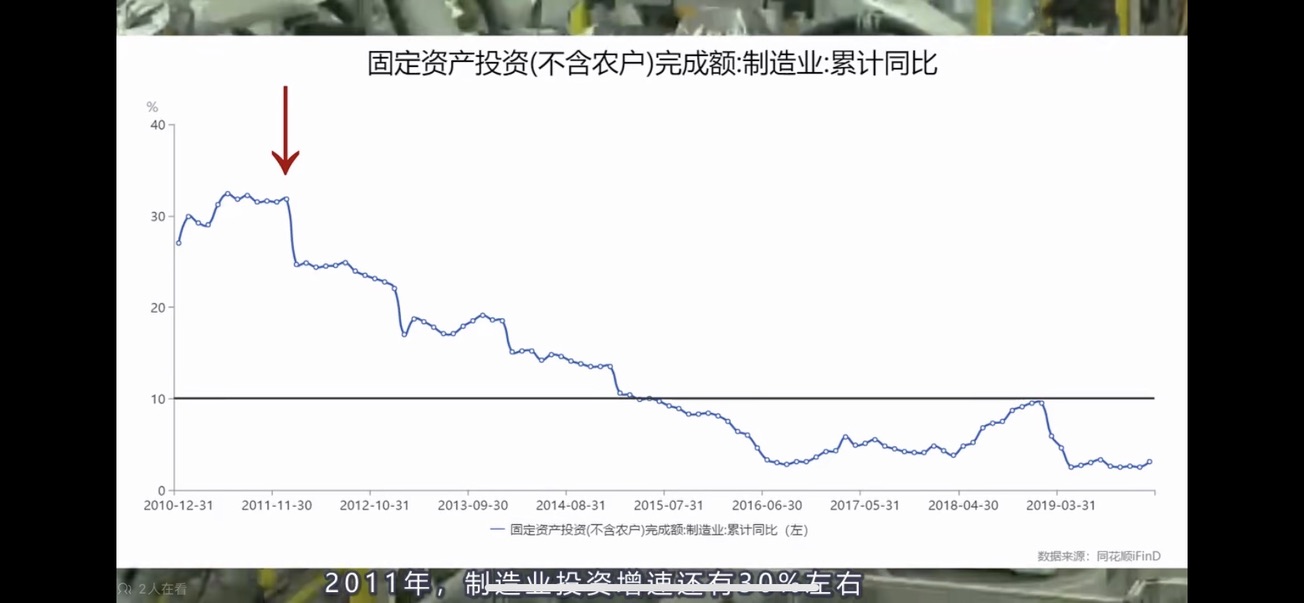 固定资产投资(不含农户)完成额:制造业:累计同比
%
40
30
20
10
0
2010-12-31 2011-11-30 2012-10-31 2013-09-30 2014-08-31 2015-07-31 2016-06-30 2017-05-31 2018-04-30 2019-03-31
固定资产投资(不含农户)完成额:制造业:累计同比（左）
数据来源：同花顺iFinD
2人在看
2011年，制造业投资增速还有30%左右